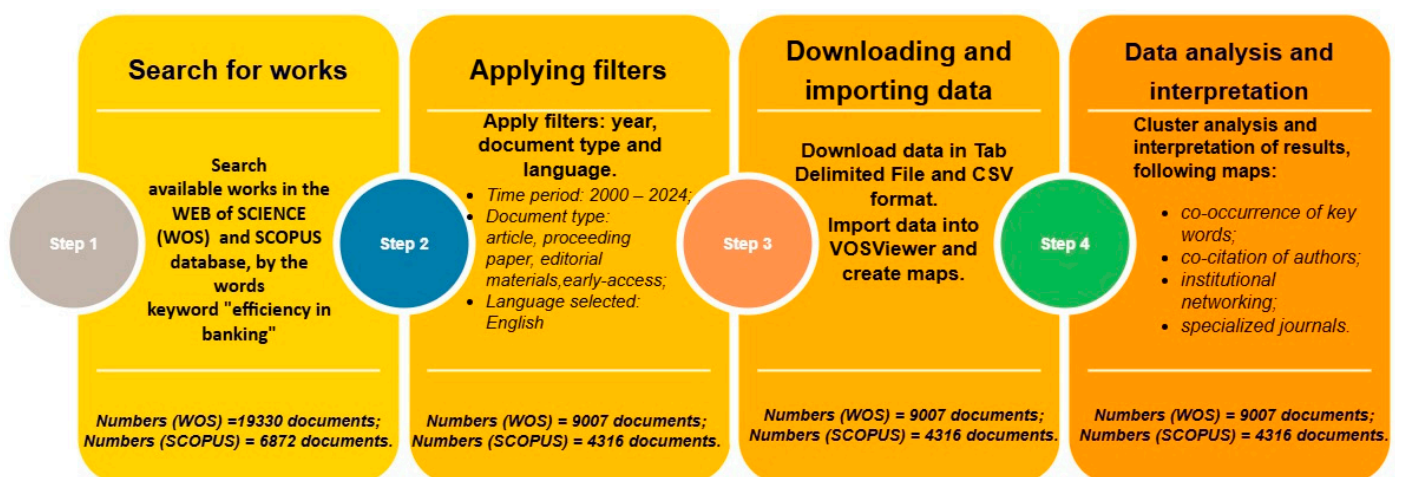 Search for works
Step 1
Search
available works in the
WEB of SCIENCE
(WOS) and SCOPUS
database, by the
words
keyword "efficiency in
banking"
Numbers (WOS) =19330 documents;
Numbers (SCOPUS) = 6872 documents.
Applying filters
Step 2
Apply filters: year,
document type and
language.
• Time period: 2000 – 2024;
• Document type:
article, proceeding
paper, editorial
materials,early-access;
• Language selected:
English
Numbers (WOS) = 9007 documents;
Numbers (SCOPUS) = 4316 documents.
Downloading and
importing data
Step 3
Download data in Tab
Delimited File and CSV
format.
Import data into
VOSViewer and
create maps.
Numbers (WOS) = 9007 documents;
Numbers (SCOPUS) = 4316 documents.
Data analysis and
interpretation
Step 4
Cluster analysis and
interpretation of results,
following maps:
• co-occurrence of key
words;
• co-citation of authors;
• institutional
networking;
• specialized journals.
Numbers (WOS) = 9007 documents;
Numbers (SCOPUS) = 4316 documents.